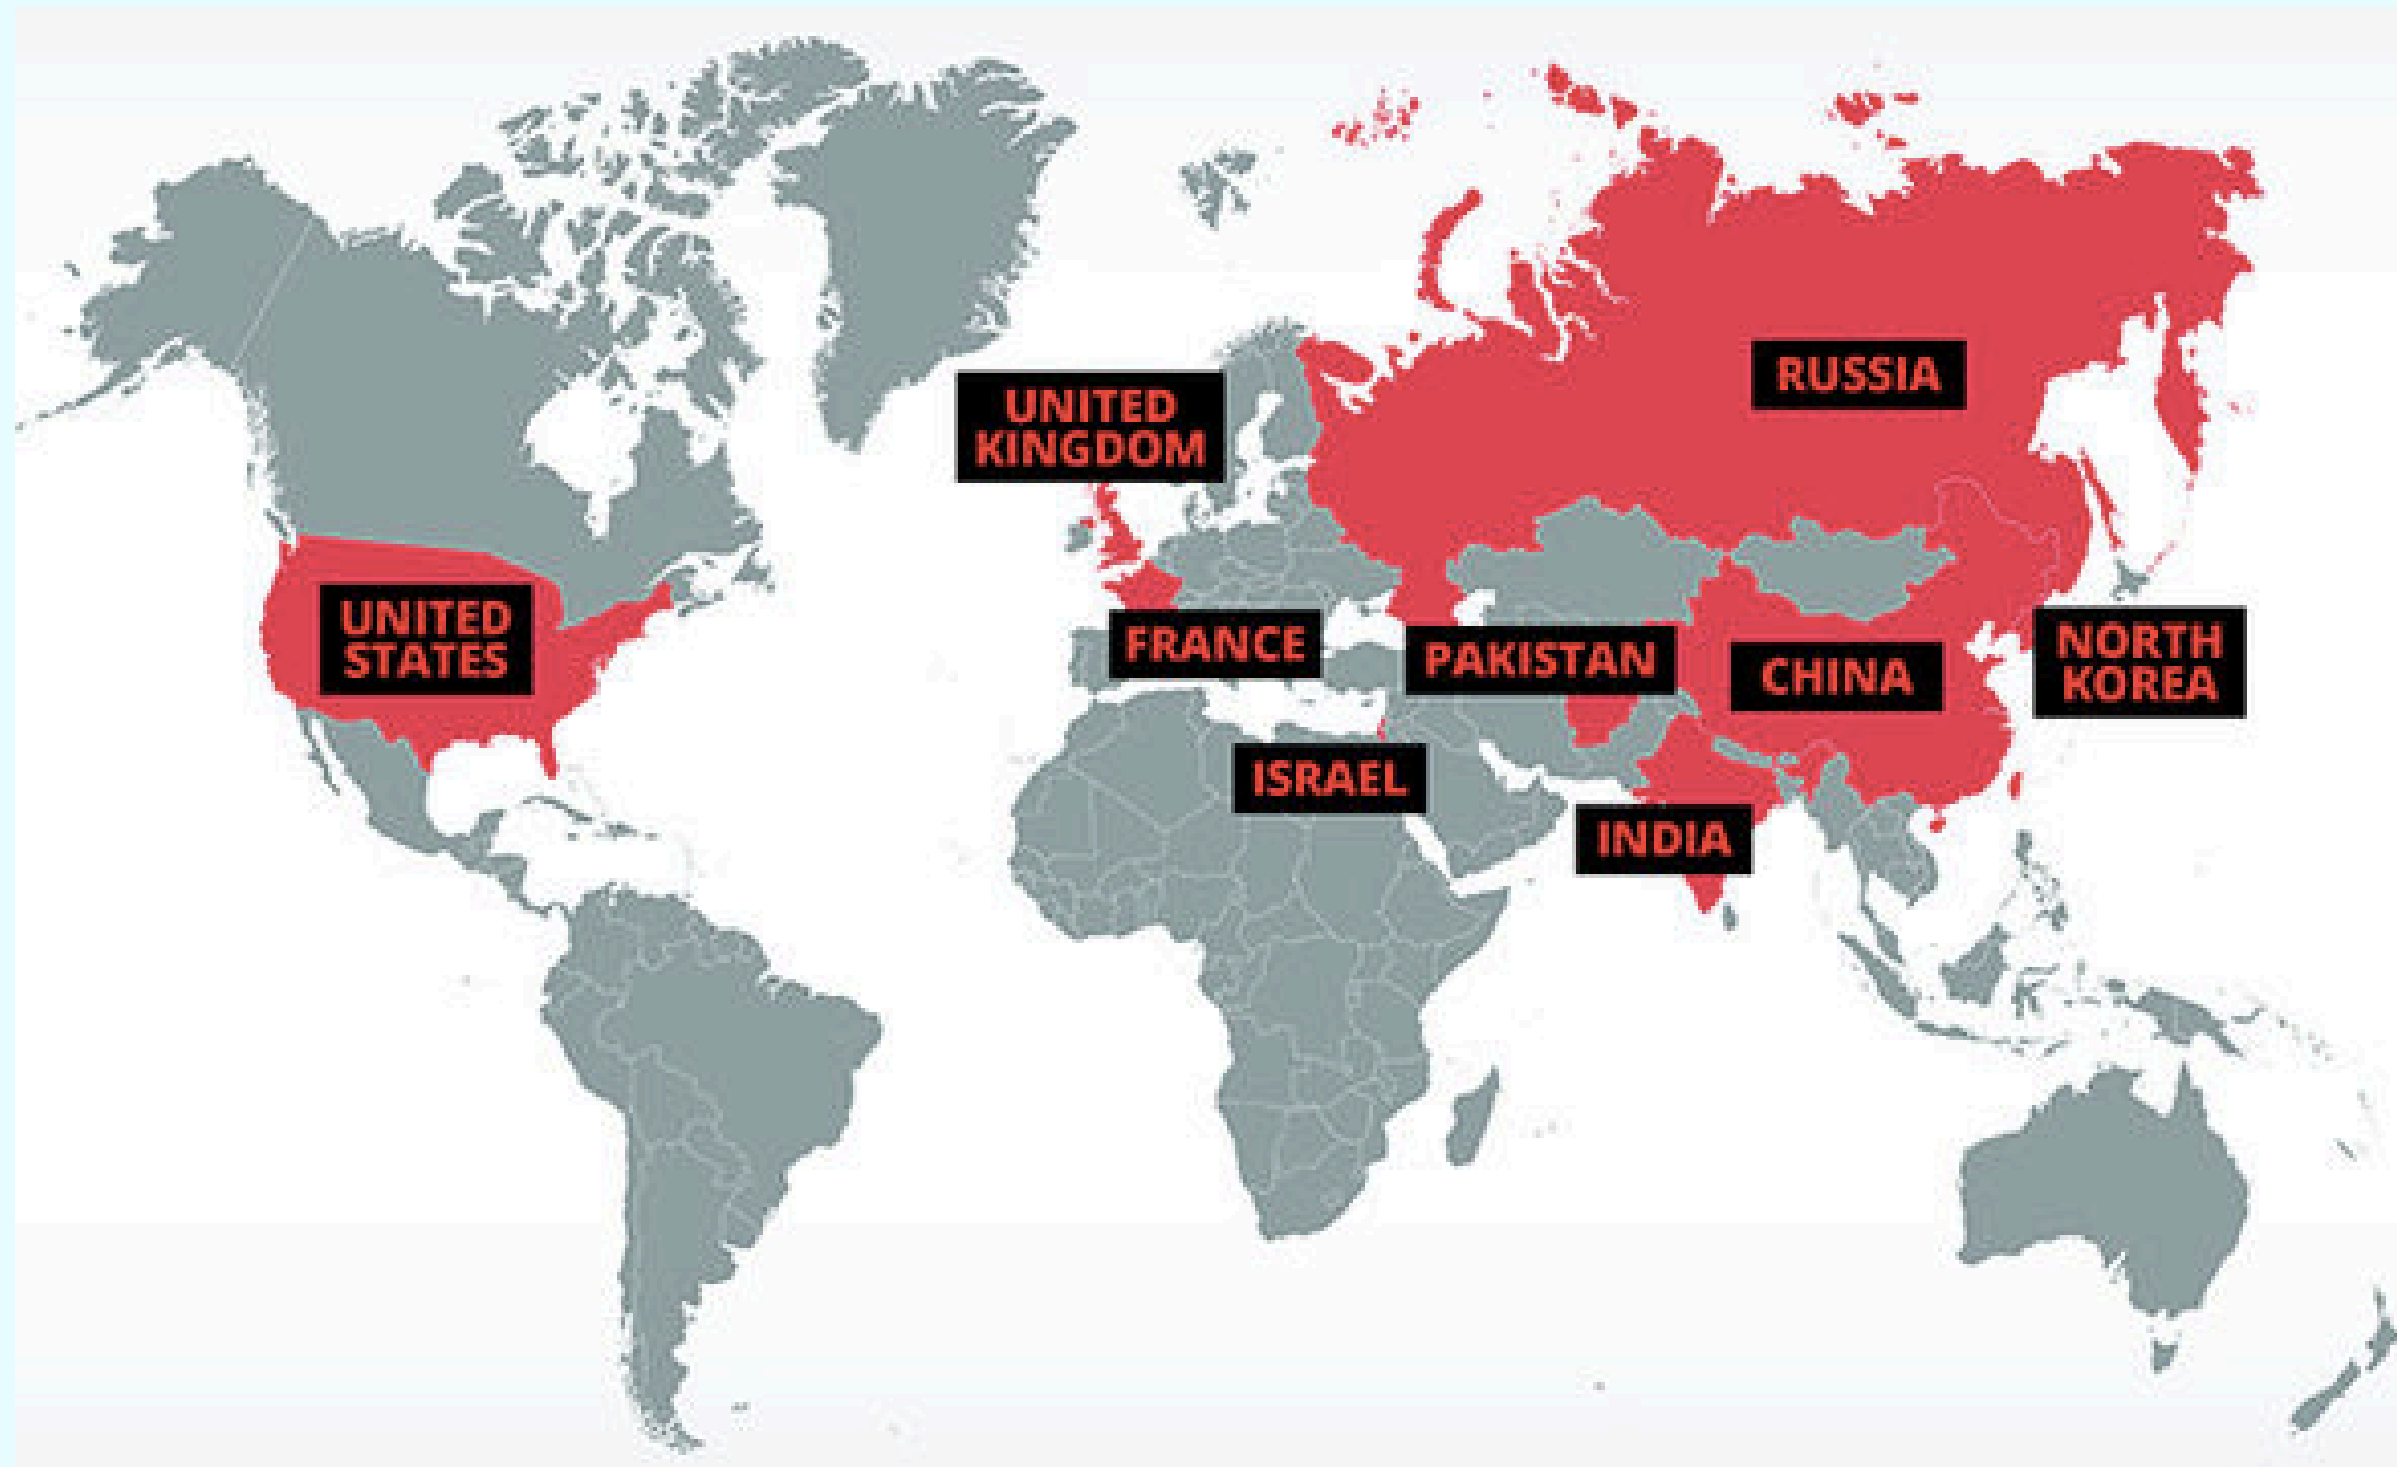 RUSSIA
UNITED
KINGDOM
UNITED
STATES
FRANCE
PAKISTAN
CHINA
NORTH
KOREA
ISRAEL
INDIA